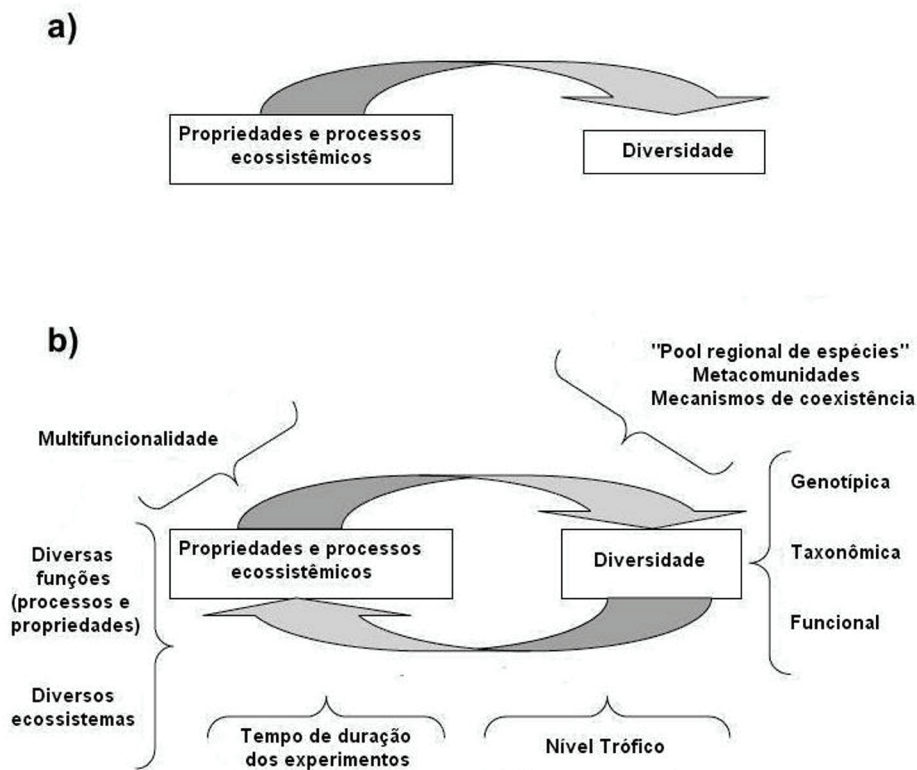 a)
Propriedades e processos
ecossistêmicos
Diversidade
b)
"Pool regional de espécies"
Metacomunidades
Mecanismos de coexistência
Multifuncionalidade
Genotípica
Taxonômica
Funcional
Diversas
funções
(processos e
propriedades)
Diversos
ecossistemas
Propriedades e processos
ecossistêmicos
Diversidade
Tempo de duração
dos experimentos
Nível Trófico